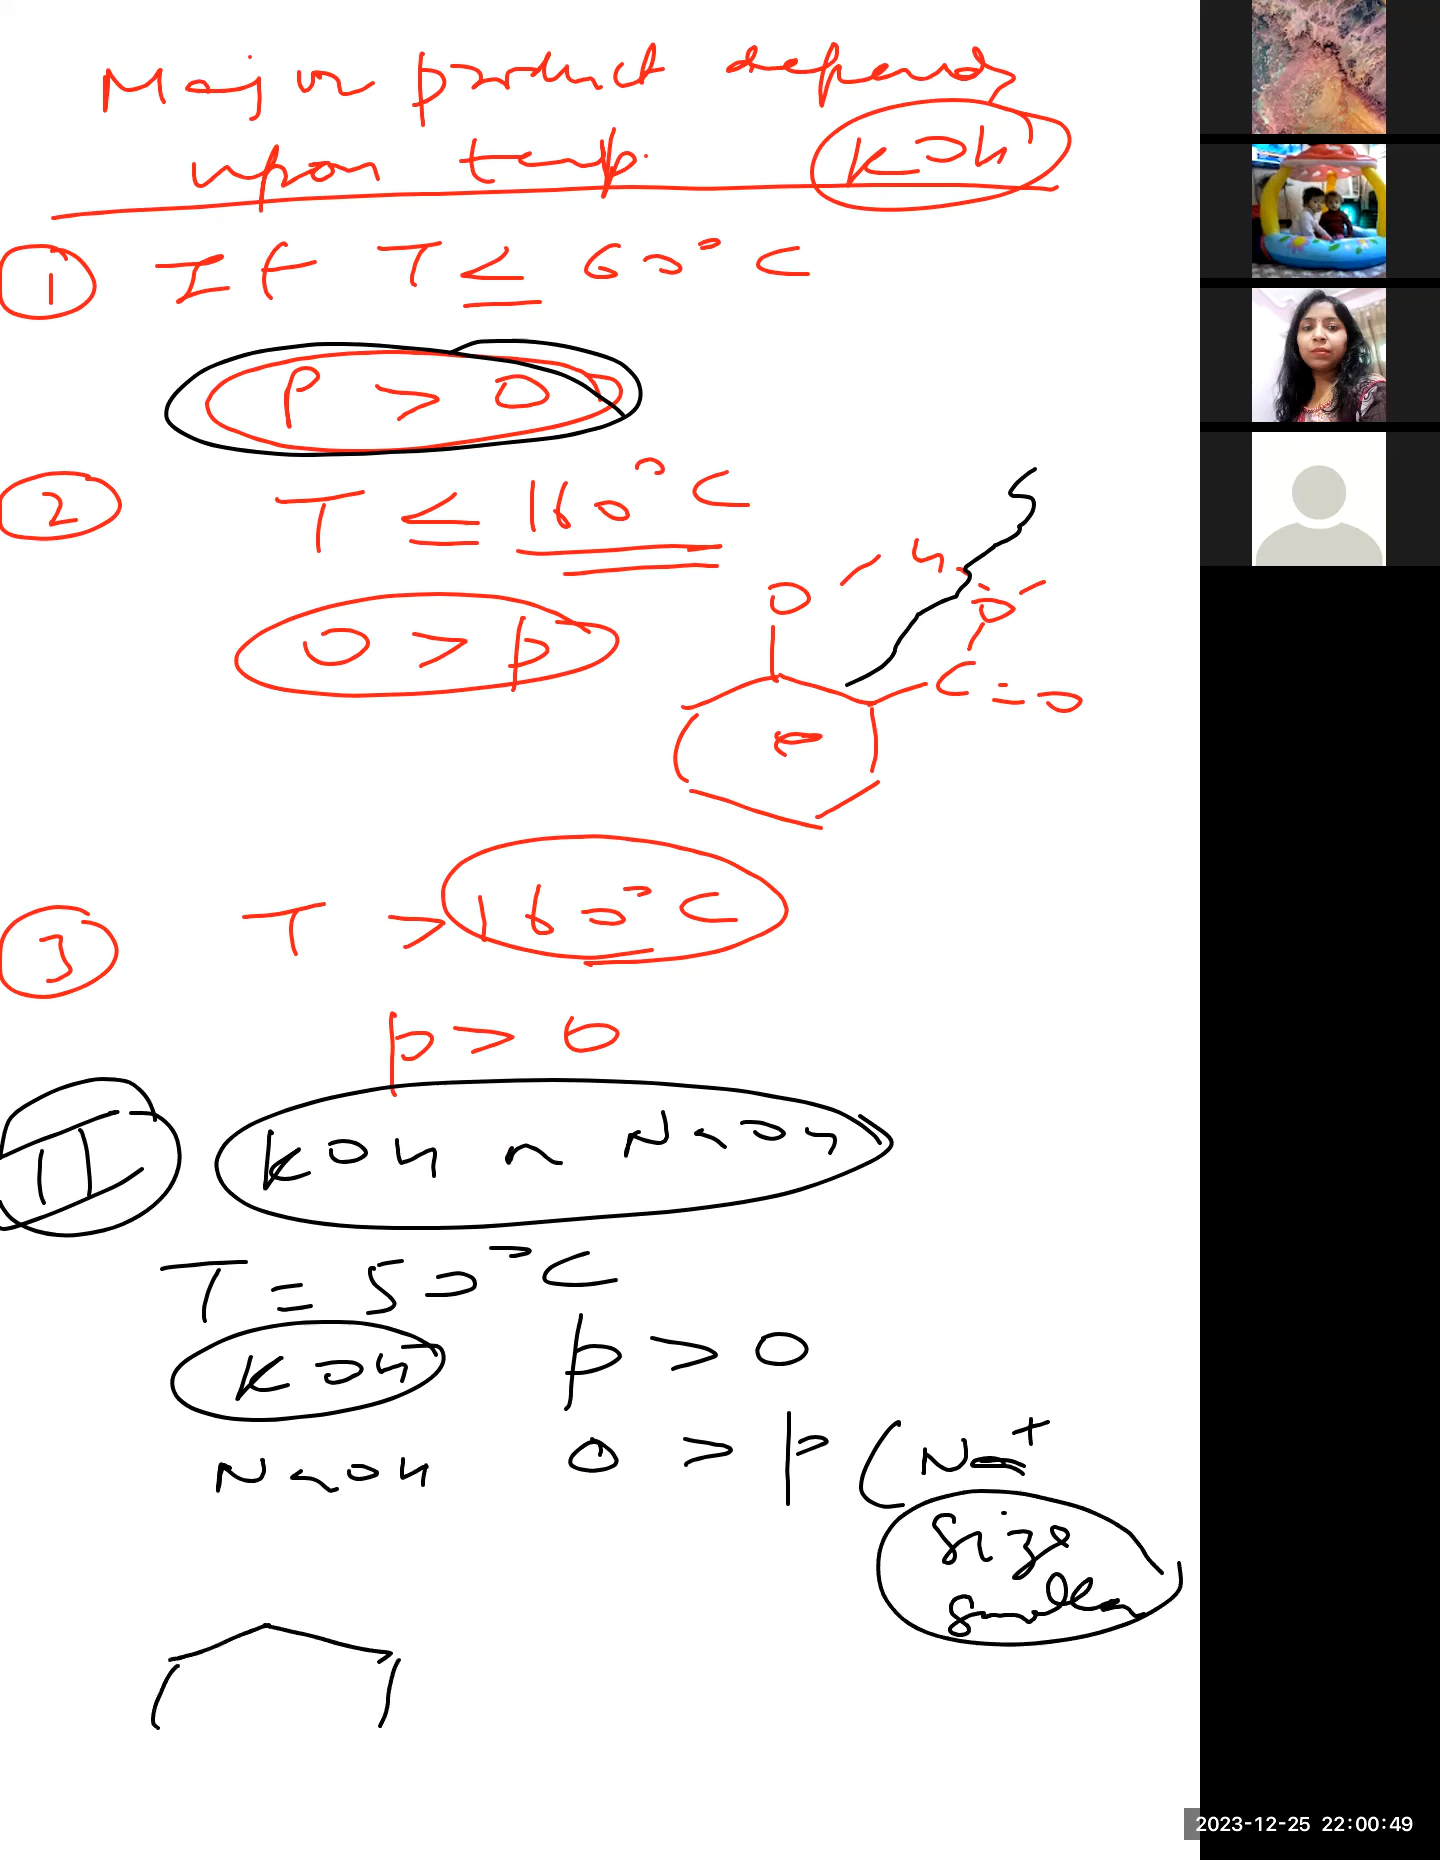 Major product depends
upon temp. KOH
1 If T ≤ 60°C
P > O
2 T ≤ 160°C
O > p
O - H - - O -
C = O
3 T > 160°C
p > o
II KOH n NaOH
T = 50°C
KOH p > O
NaOH O > p (Na+
Size
smaller
2023-12-25 22:00:49